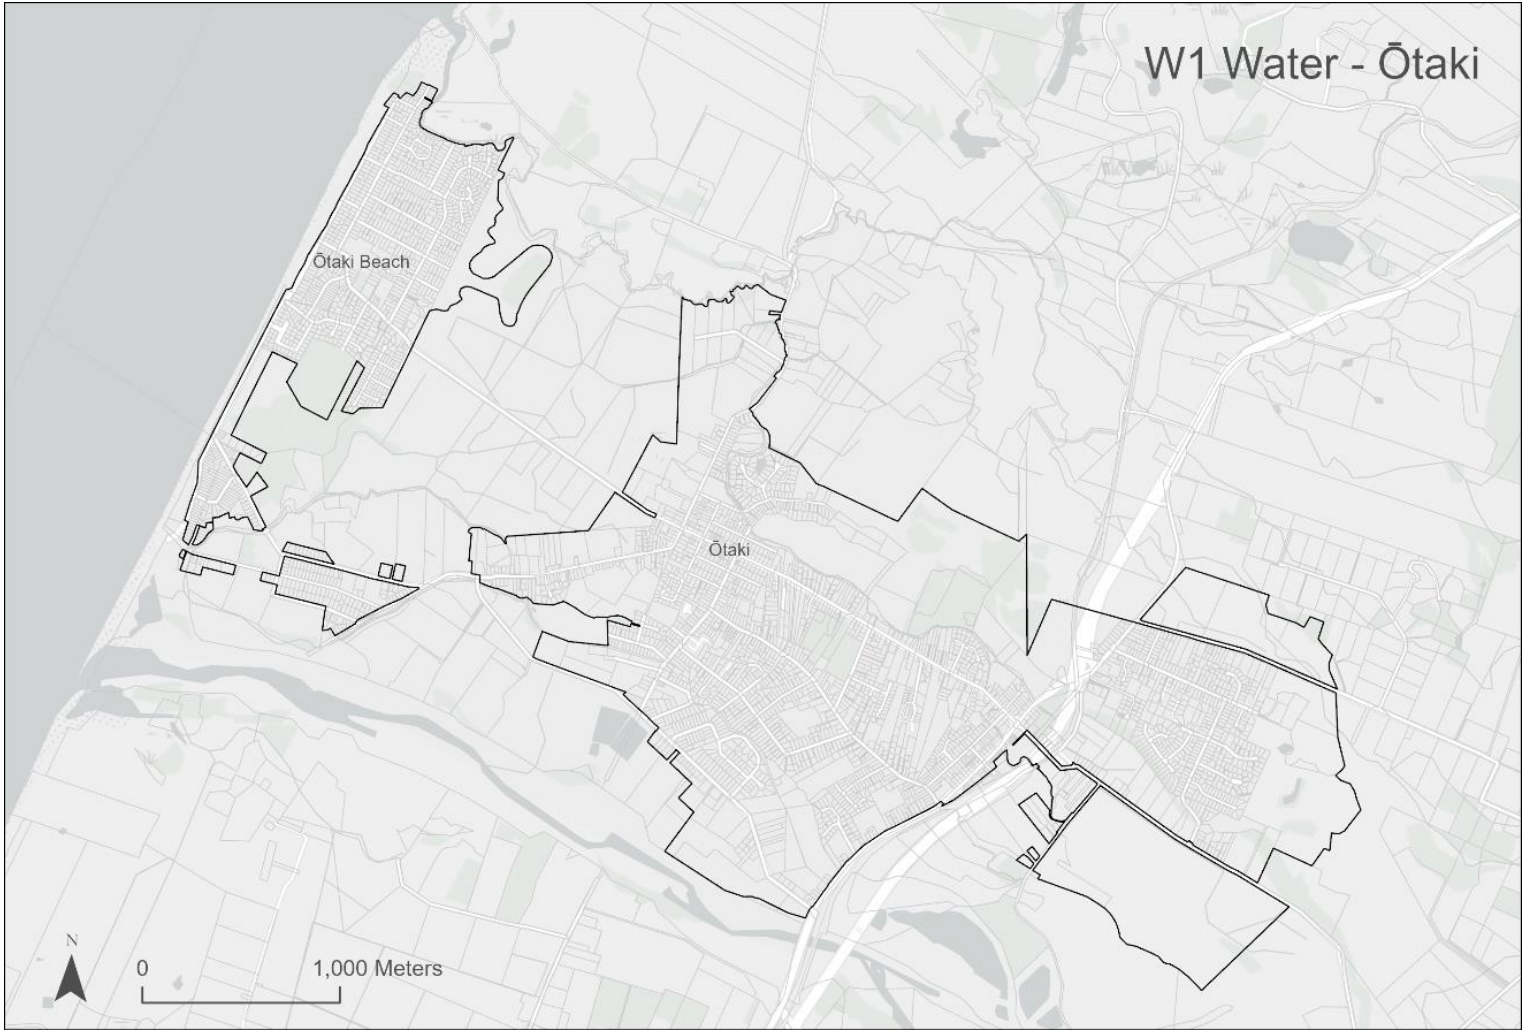 W1 Water - Ōtaki
Ōtaki Beach
Ōtaki
N
0 1,000 Meters